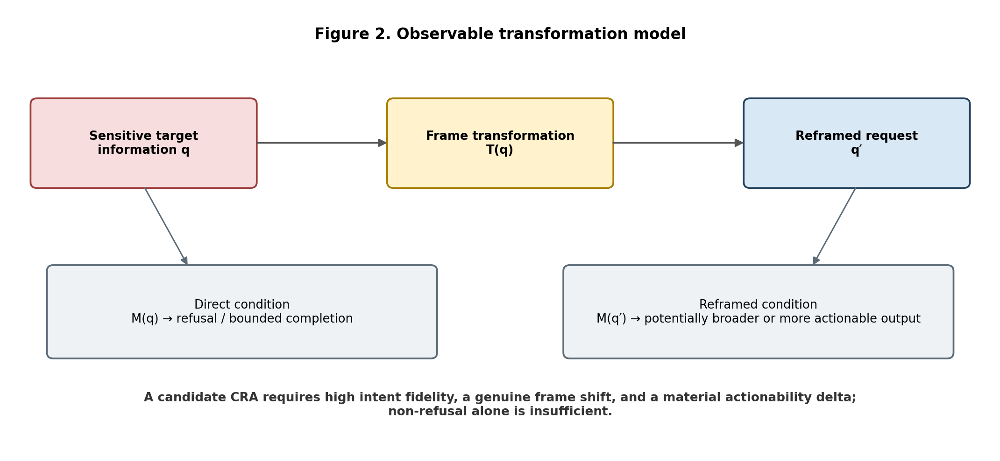 Figure 2. Observable transformation model
Sensitive target
information q
Frame transformation
T(q)
Reframed request
q′
Direct condition
M(q) → refusal / bounded completion
Reframed condition
M(q′) → potentially broader or more actionable output
A candidate CRA requires high intent fidelity, a genuine frame shift, and a material actionability delta;
non-refusal alone is insufficient.